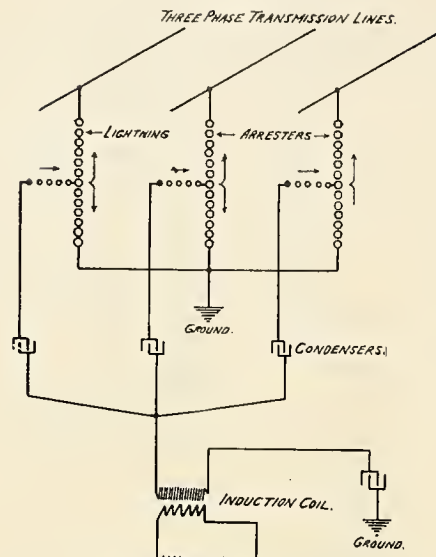 THREE PHASE TRANSMISSION LINES.
LIGHTNING
ARRESTERS
GROUND.
CONDENSERS.
INDUCTION COIL.
GROUND.